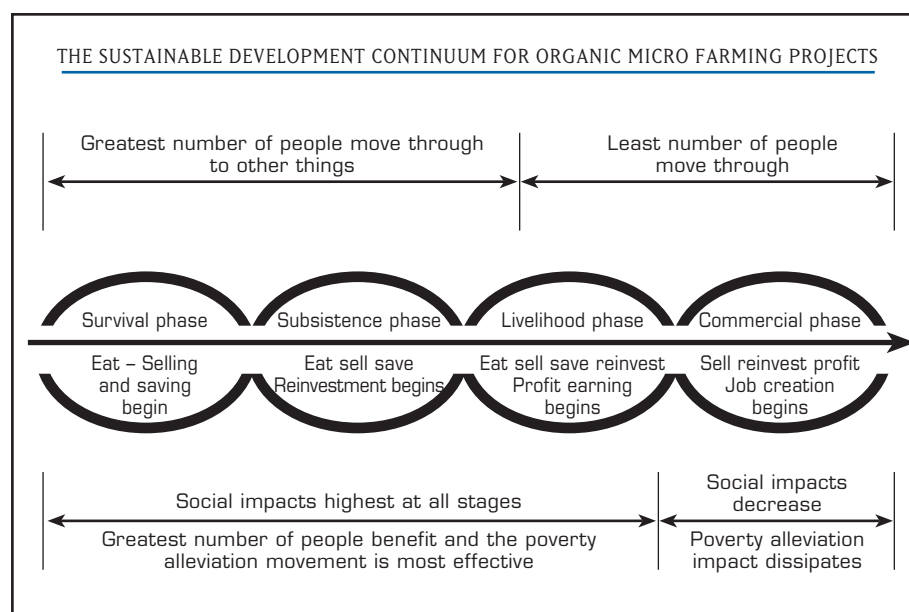 THE SUSTAINABLE DEVELOPMENT CONTINUUM FOR ORGANIC MICRO FARMING PROJECTS
Greatest number of people move through
to other things
Least number of people
move through
Survival phase
Subsistence phase
Livelihood phase
Commercial phase
Eat – Selling
and saving
begin
Eat sell save
Reinvestment begins
Eat sell save reinvest
Profit earning
begins
Sell reinvest profit
Job creation
begins
Social impacts highest at all stages
Greatest number of people benefit and the poverty
alleviation movement is most effective
Social impacts
decrease
Poverty alleviation
impact dissipates